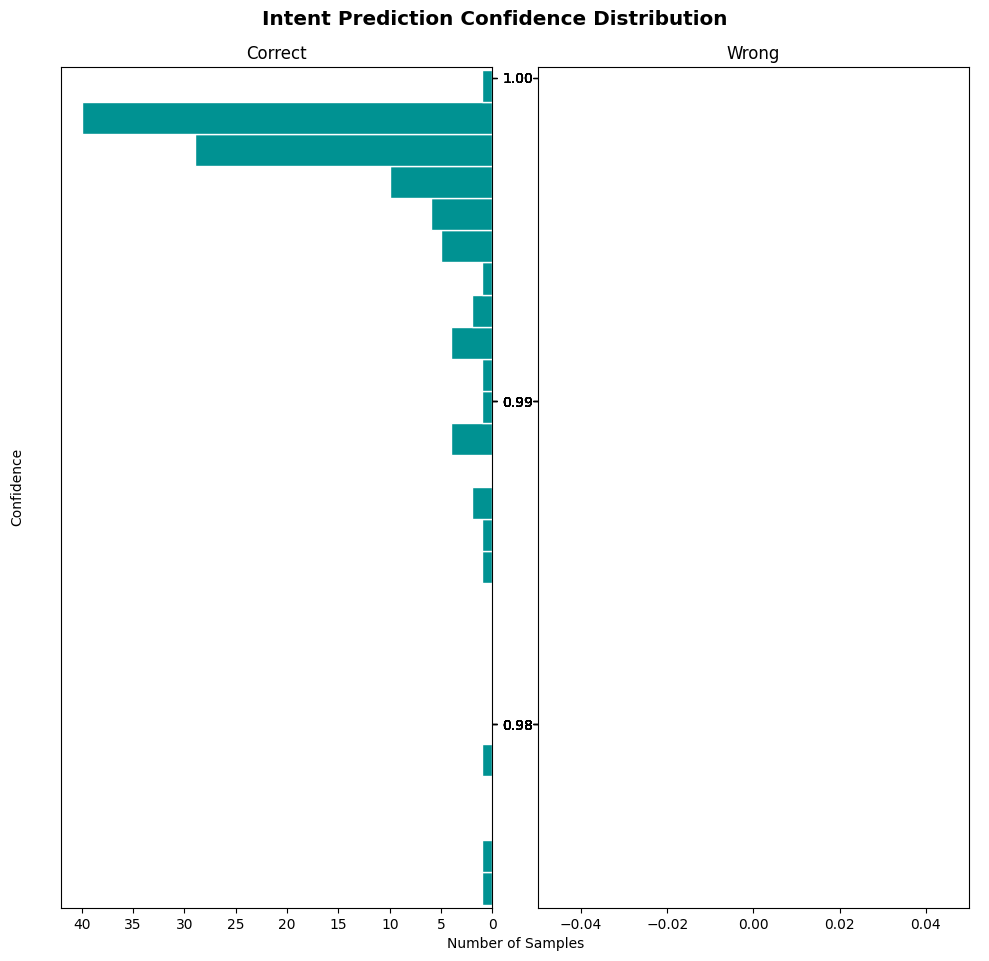 Intent Prediction Confidence Distribution
Correct
Wrong
1.00
0.99
0.98
Confidence
40 35 30 25 20 15 10 5 0
−0.04 −0.02 0.00 0.02 0.04
Number of Samples